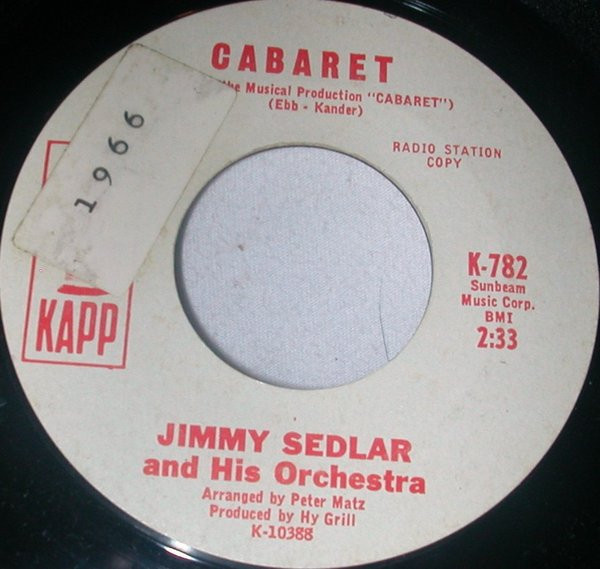 CABARET
the Musical Production "CABARET")
(Ebb - Kander)
1966
RADIO STATION
COPY
K-782
Sunbeam
Music Corp.
BMI
2:33
KAPP
JIMMY SEDLAR
and His Orchestra
Arranged by Peter Matz
Produced by Hy Grill
K-10388